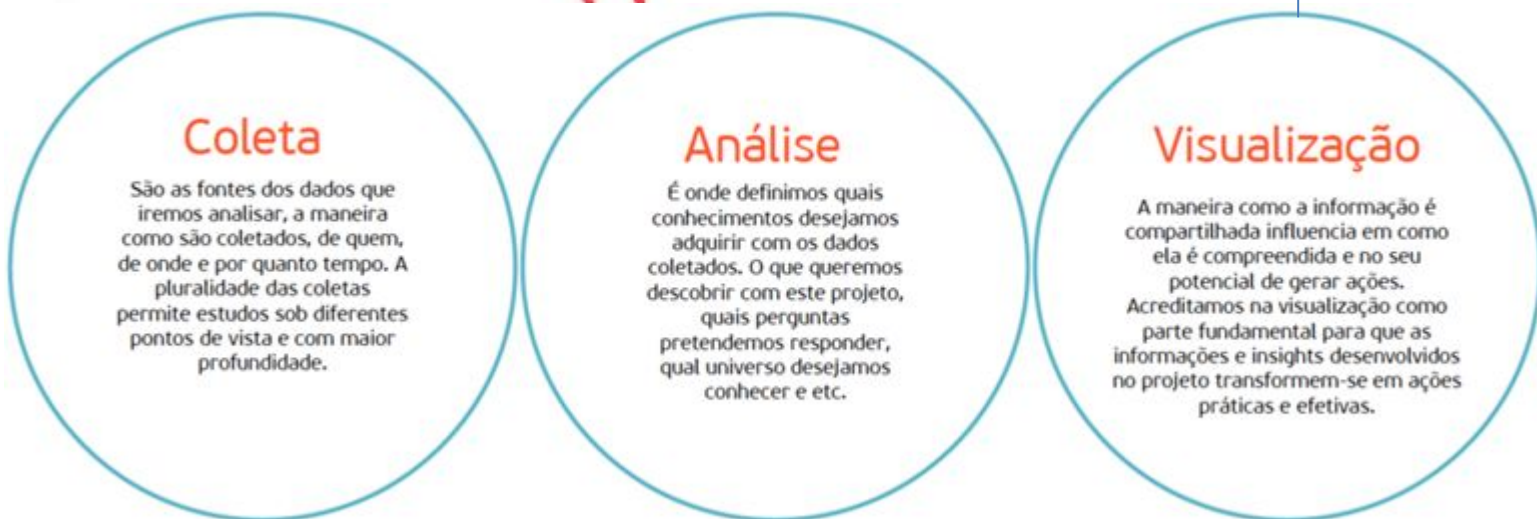 Coleta
São as fontes dos dados que
iremos analisar, a maneira
como são coletados, de quem,
de onde e por quanto tempo. A
pluralidade das coletas
permite estudos sob diferentes
pontos de vista e com maior
profundidade.
Análise
É onde definimos quais
conhecimentos desejamos
adquirir com os dados
coletados. O que queremos
descobrir com este projeto,
quais perguntas
pretendemos responder,
qual universo desejamos
conhecer e etc.
Visualização
A maneira como a informação é
compartilhada influencia em como
ela é compreendida e no seu
potencial de gerar ações.
Acreditamos na visualização como
parte fundamental para que as
informações e insights desenvolvidos
no projeto transformem-se em ações
práticas e efetivas.